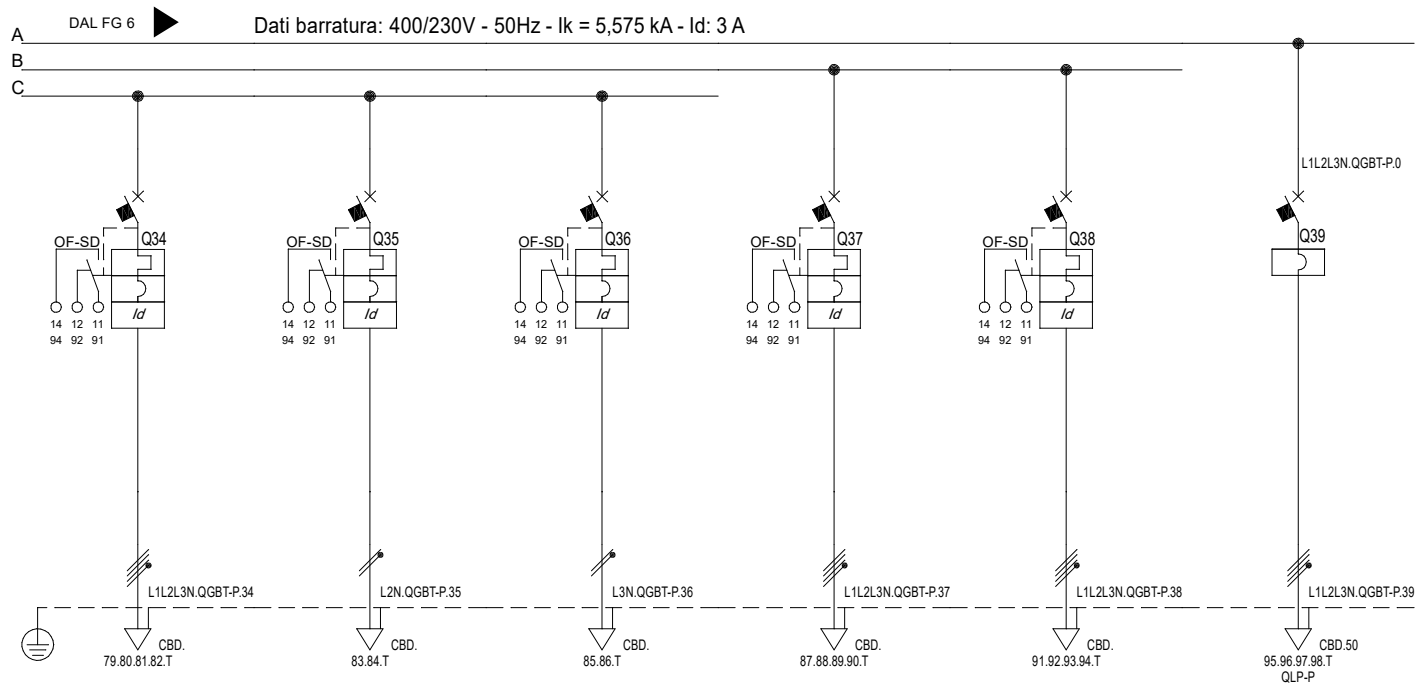 DAL FG 6
Dati barratura: 400/230V - 50Hz - Ik = 5,575 kA - Id: 3 A
A
B
C
L1L2L3N.QGBT-P.0
OF-SD Q34
OF-SD Q35
OF-SD Q36
OF-SD Q37
OF-SD Q38
Q39
Id
Id
Id
Id
Id
14 12 11
94 92 91
14 12 11
94 92 91
14 12 11
94 92 91
14 12 11
94 92 91
14 12 11
94 92 91
L1L2L3N.QGBT-P.34
L2N.QGBT-P.35
L3N.QGBT-P.36
L1L2L3N.QGBT-P.37
L1L2L3N.QGBT-P.38
L1L2L3N.QGBT-P.39
CBD.
79.80.81.82.T
CBD.
83.84.T
CBD.
85.86.T
CBD.
87.88.89.90.T
CBD.
91.92.93.94.T
CBD.50
95.96.97.98.T
QLP-P